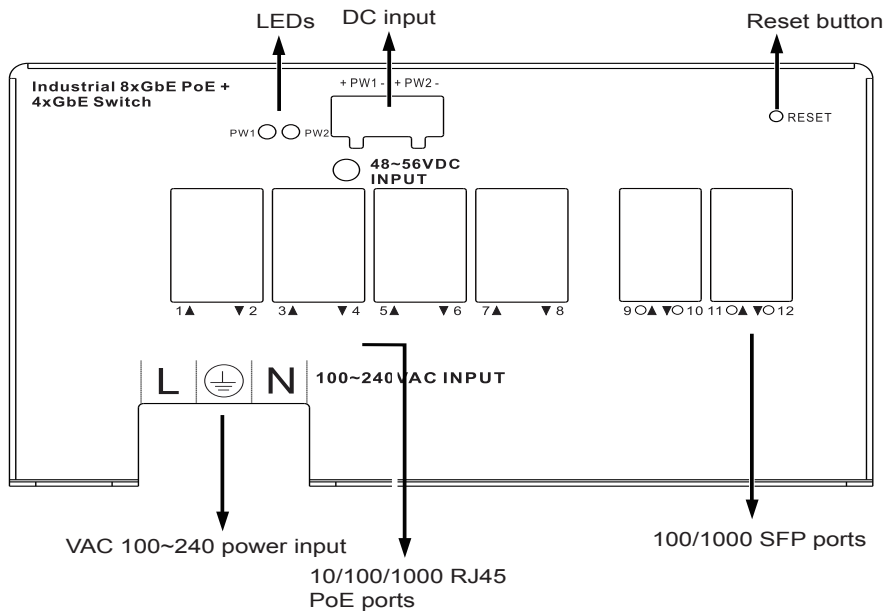 LEDs
DC input
Reset button
Industrial 8xGbE PoE +
4xGbE Switch
+ PW1 - + PW2 -
PW1 PW2
RESET
48~56VDC
INPUT
1▲ ▼2 3▲ ▼4 5▲ ▼6 7▲ ▼8 9○▲ ▼○10 11○▲ ▼○12
L N 100~240VAC INPUT
VAC 100~240 power input
10/100/1000 RJ45
PoE ports
100/1000 SFP ports